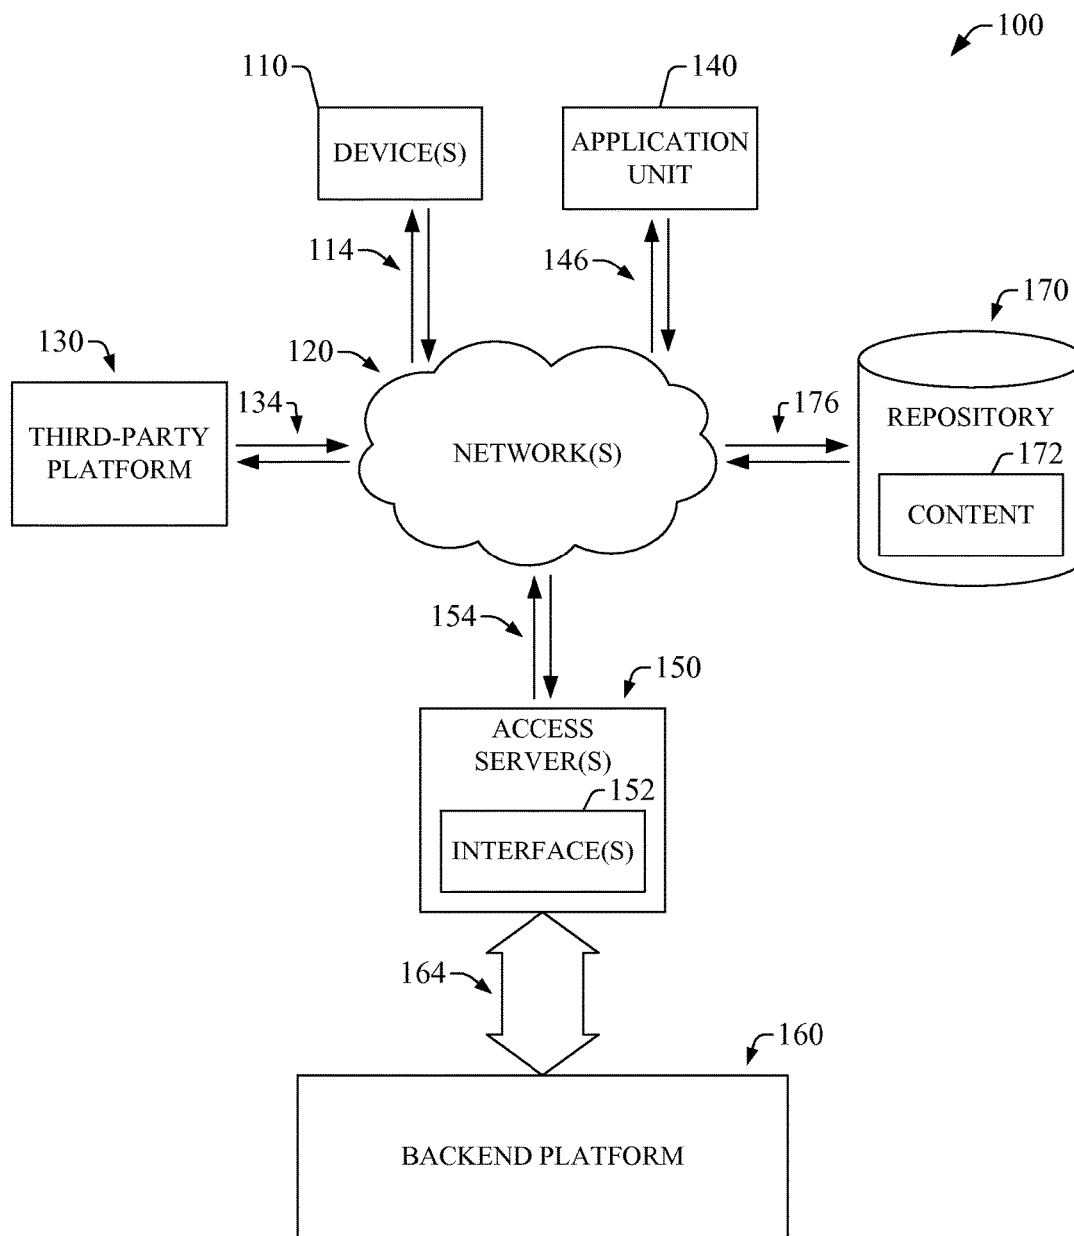 100
110
140
DEVICE(S)
APPLICATION
UNIT
114
146
170
130
120
134
176
REPOSITORY
THIRD-PARTY
PLATFORM
NETWORK(S)
172
CONTENT
154
150
ACCESS
SERVER(S)
152
INTERFACE(S)
164
160
BACKEND PLATFORM